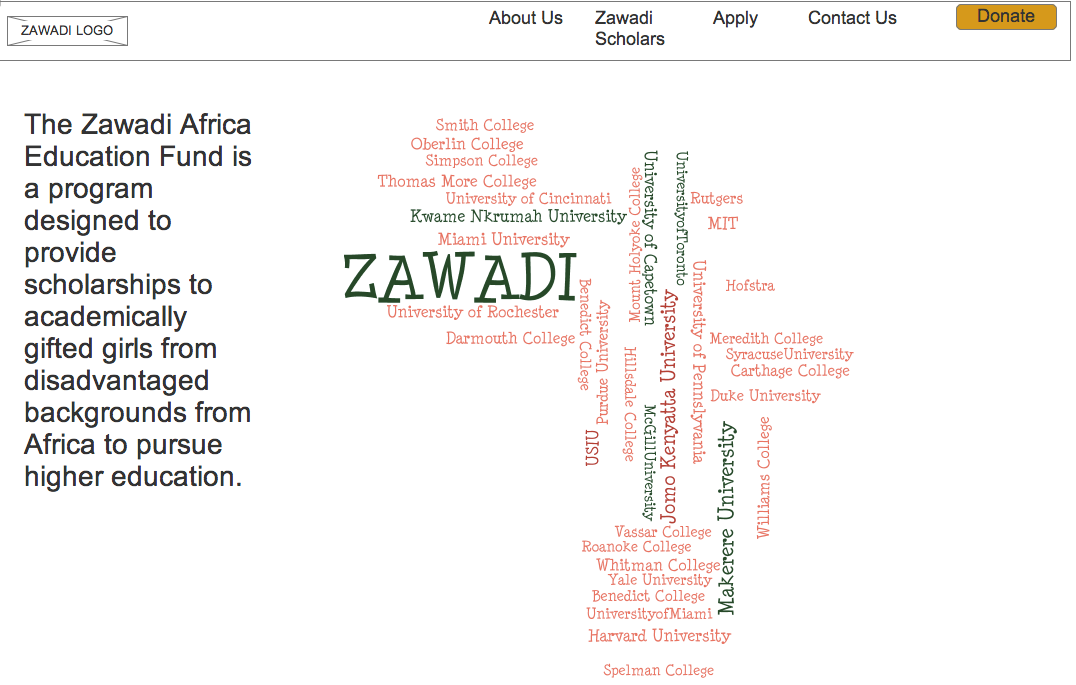 ZAWADI LOGO
About Us
Zawadi
Scholars
Apply
Contact Us
Donate
The Zawadi Africa
Education Fund is
a program
designed to
provide
scholarships to
academically
gifted girls from
disadvantaged
backgrounds from
Africa to pursue
higher education.
Smith College
Oberlin College
Simpson College
Thomas More College
University of Cincinnati
Kwame Nkrumah University
Miami University
ZAWADI
University of Rochester
Darmouth College
Benedict College
Purdue University
USIU
Mount Holyoke College
Hillsdale College
University of Capetown
McGillUniversity
Jomo Kenyatta University
UniversityofToronto
University of Pennslyvania
Rutgers
MIT
Hofstra
Meredith College
SyracuseUniversity
Carthage College
Duke University
Makerere University
Williams College
Vassar College
Roanoke College
Whitman College
Yale University
Benedict College
UniversityofMiami
Harvard University
Spelman College